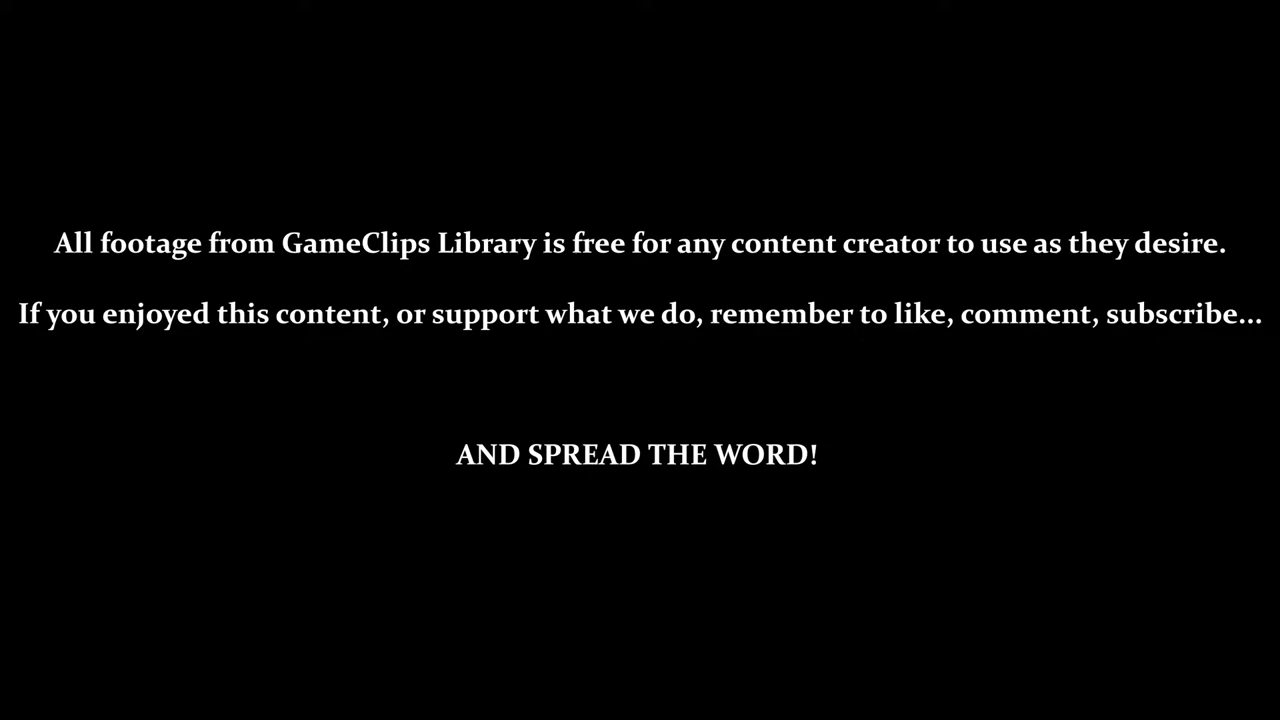 All footage from GameClips Library is free for any content creator to use as they desire.
If you enjoyed this content, or support what we do, remember to like, comment, subscribe...
AND SPREAD THE WORD!